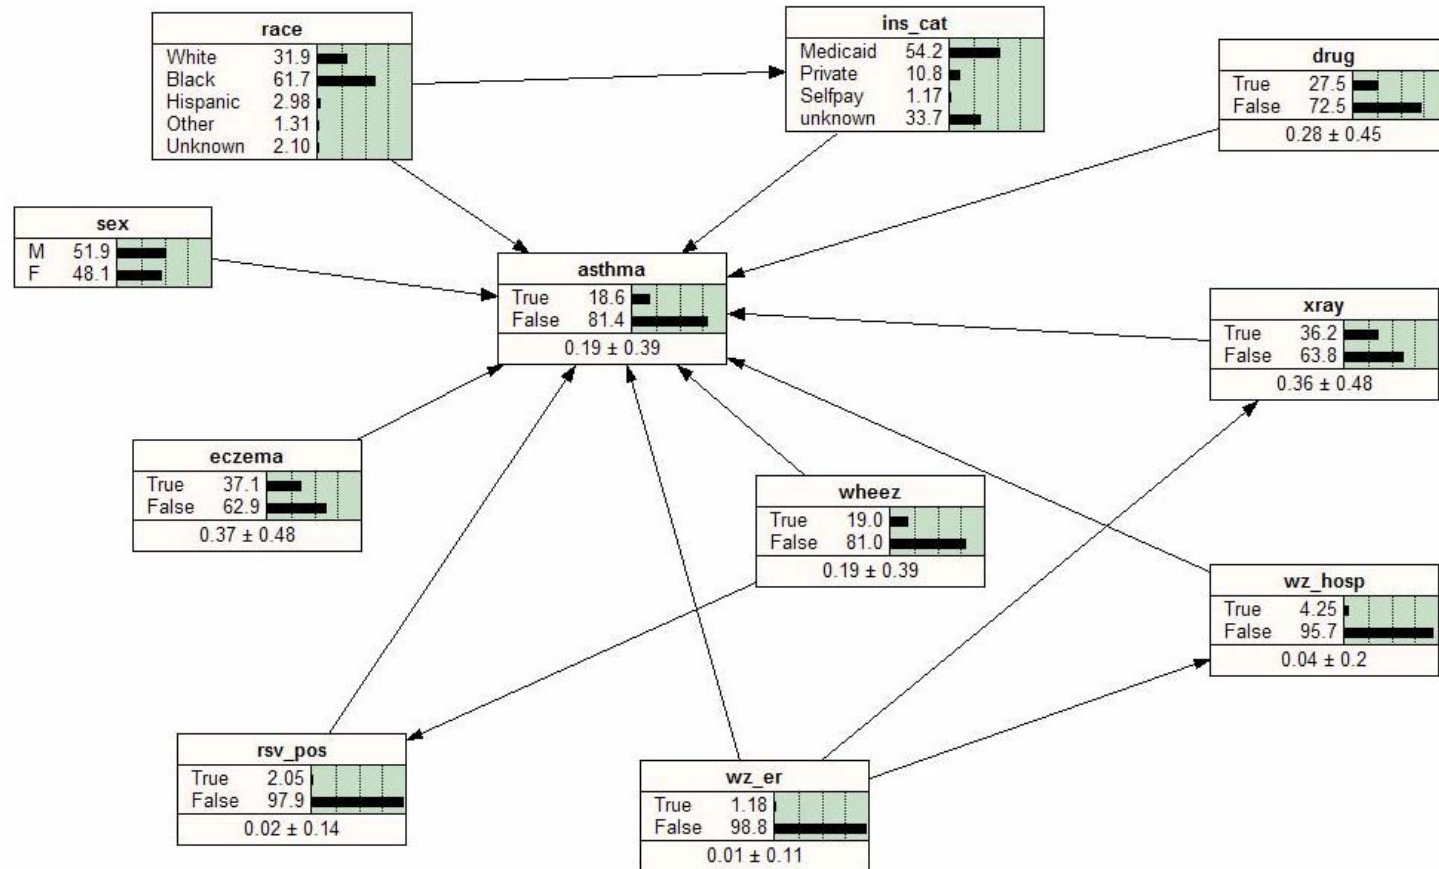 race
White 31.9
Black 61.7
Hispanic 2.98
Other 1.31
Unknown 2.10
ins_cat
Medicaid 54.2
Private 10.8
Selfpay 1.17
unknown 33.7
drug
True 27.5
False 72.5
0.28 ± 0.45
sex
M 51.9
F 48.1
asthma
True 18.6
False 81.4
0.19 ± 0.39
xray
True 36.2
False 63.8
0.36 ± 0.48
eczema
True 37.1
False 62.9
0.37 ± 0.48
wheez
True 19.0
False 81.0
0.19 ± 0.39
wz_hosp
True 4.25
False 95.7
0.04 ± 0.2
rsv_pos
True 2.05
False 97.9
0.02 ± 0.14
wz_er
True 1.18
False 98.8
0.01 ± 0.11